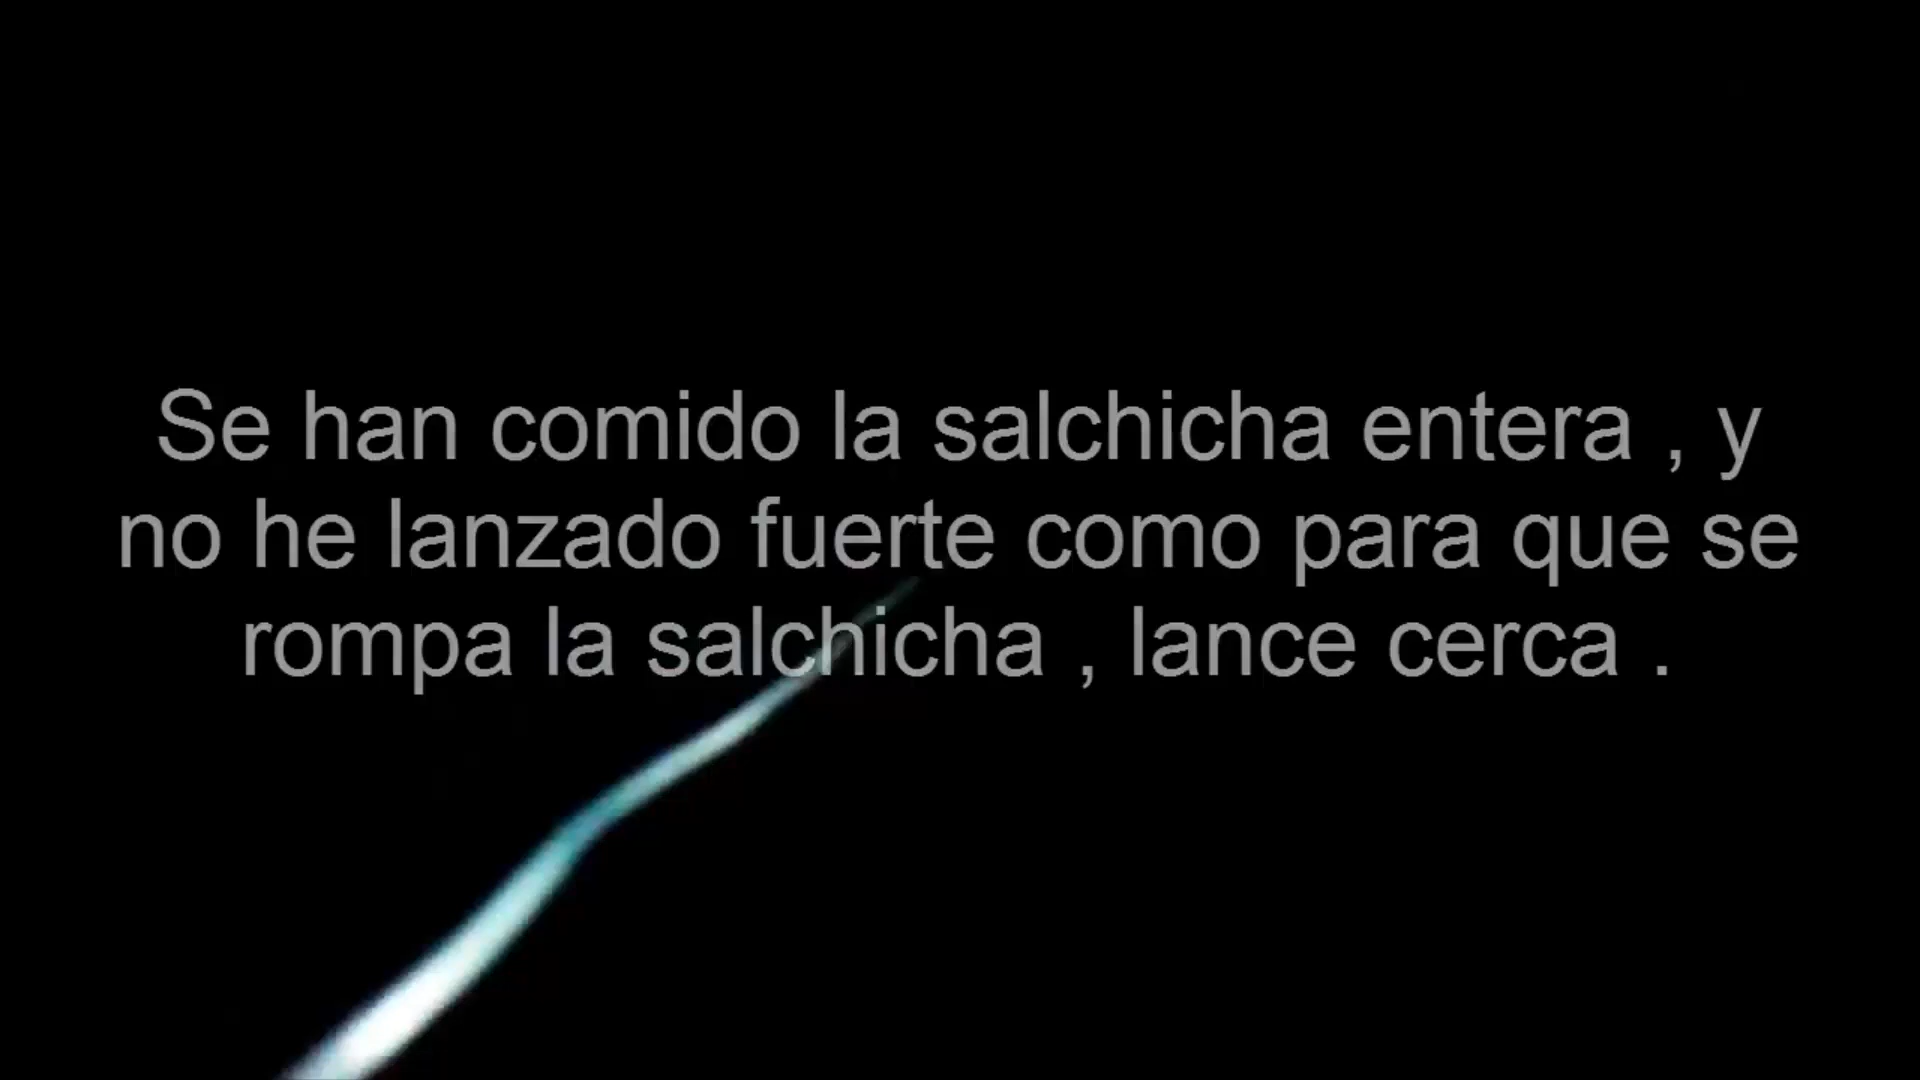 Se han comido la salchicha entera , y
no he lanzado fuerte como para que se
rompa la salchicha , lance cerca .